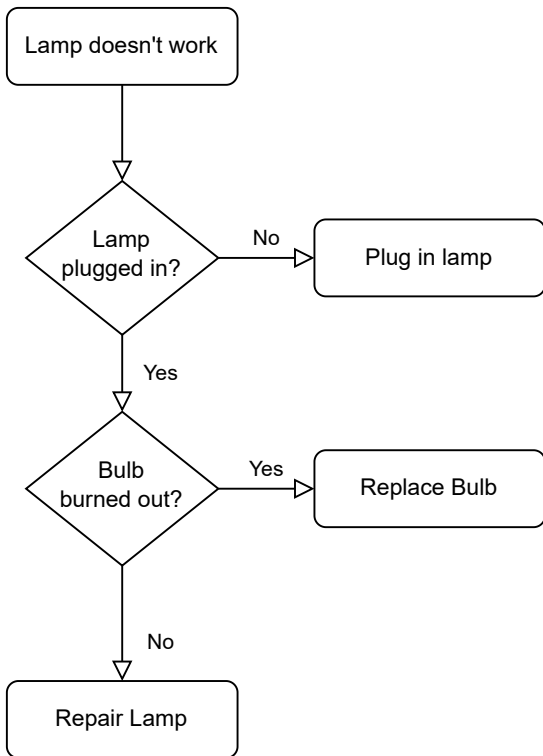 Lamp doesn't work
Lamp
plugged in?
No
Plug in lamp
Yes
Bulb
burned out?
Yes
Replace Bulb
No
Repair Lamp